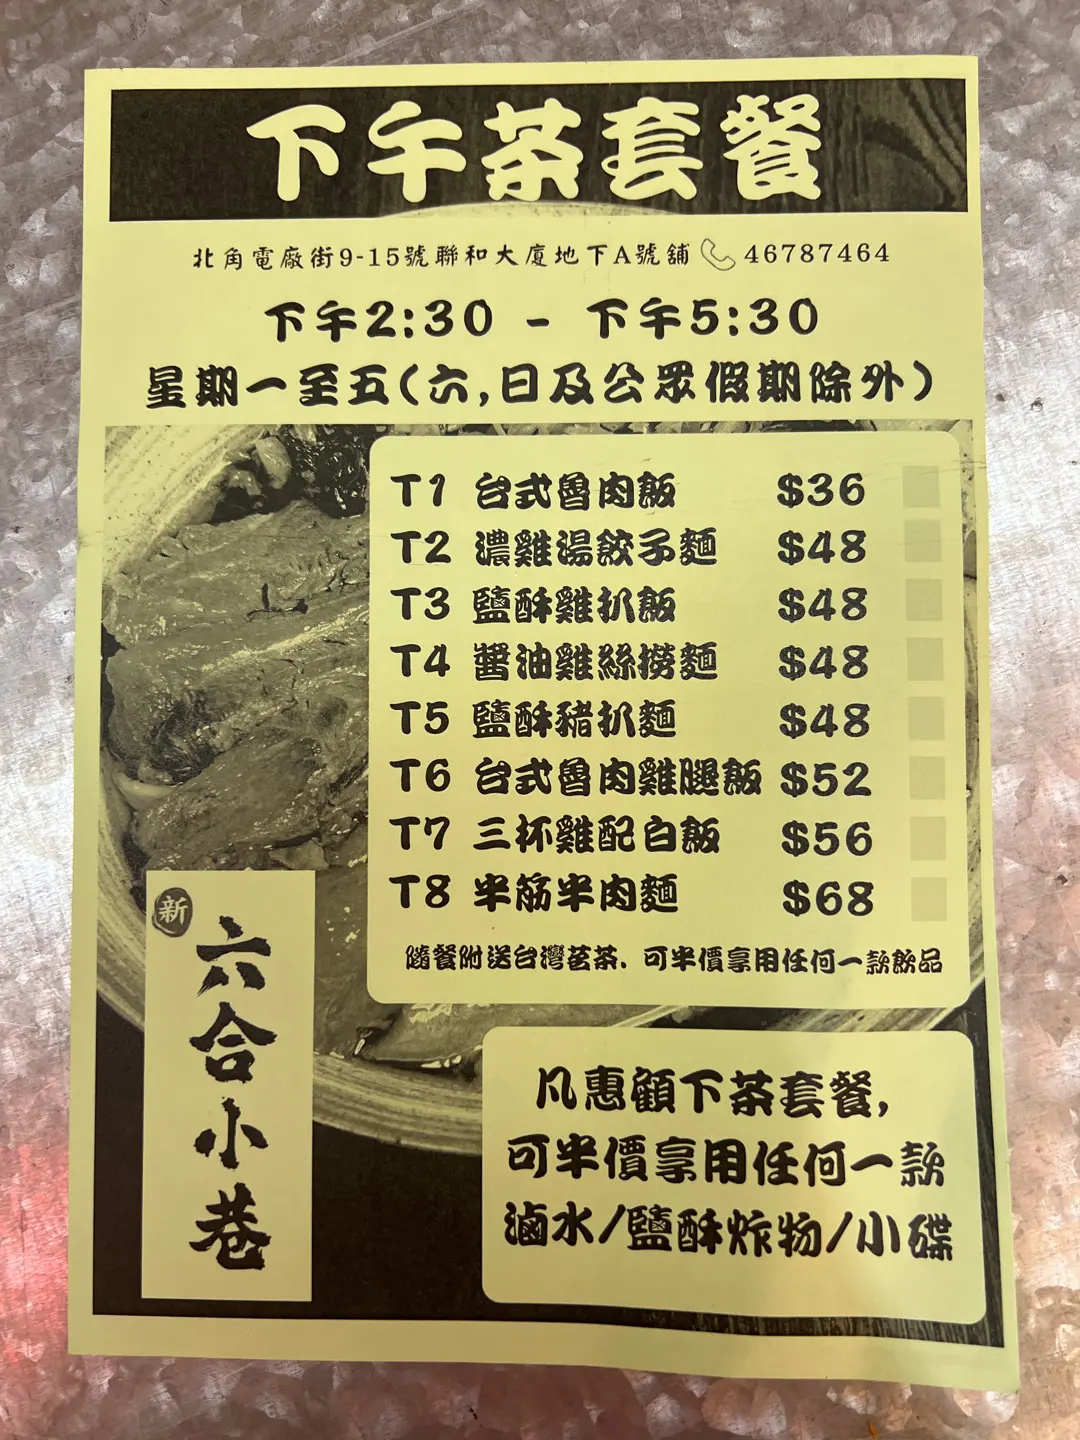 下午茶套餐
北角電廠街9-15號聯和大廈地下A號舖 46787464
下午2:30 - 下午5:30
星期一至五(六,日及公眾假期除外)
T1 台式魯肉飯 $36
T2 濃雞湯餃子麵 $48
T3 鹽酥雞扒飯 $48
T4 醬油雞絲撈麵 $48
T5 鹽酥豬扒麵 $48
T6 台式魯肉雞腿飯 $52
T7 三杯雞配白飯 $56
T8 半筋半肉麵 $68
隨餐附送台灣茗茶. 可半價享用任何一款飲品
新
六合小巷
凡惠顧下茶套餐,
可半價享用任何一款
滷水/鹽酥炸物/小碟